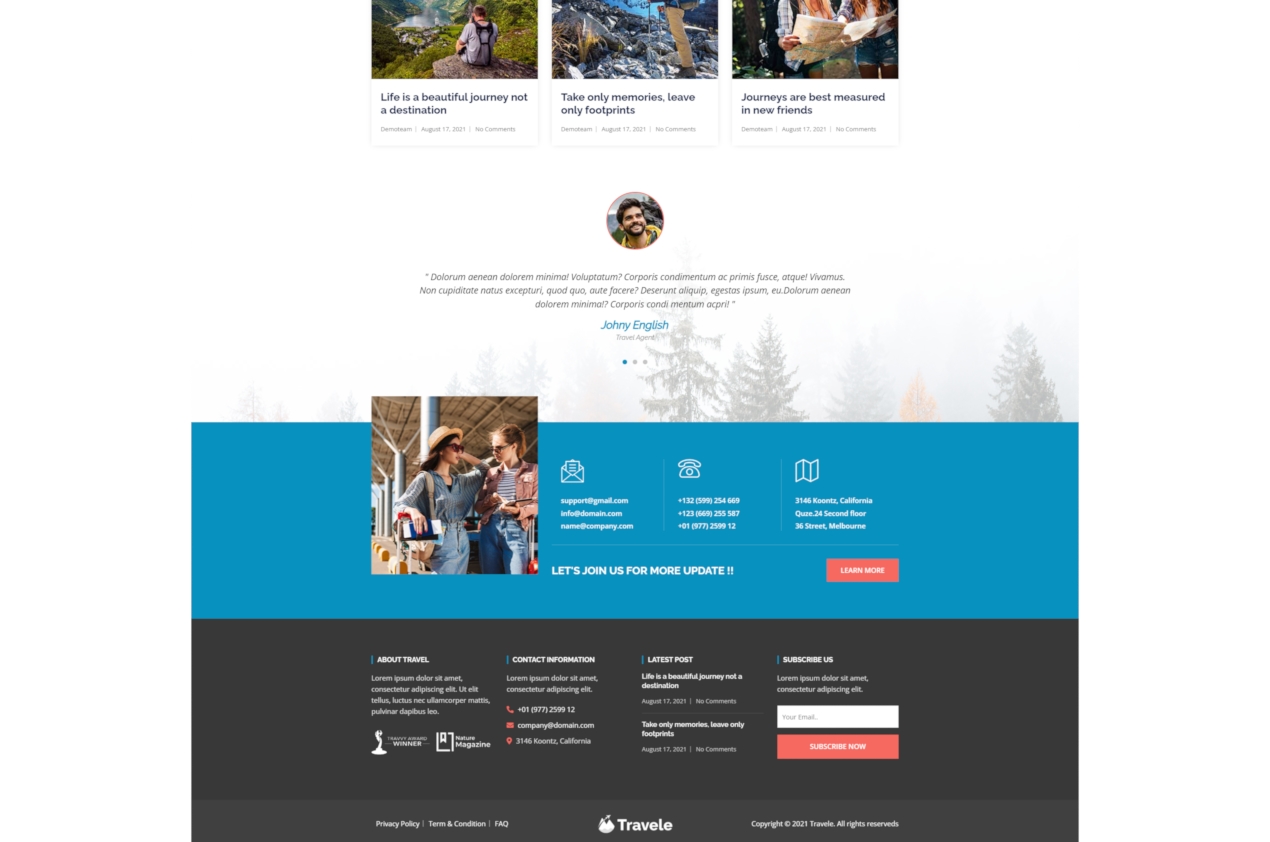 Life is a beautiful journey not
a destination
Demoteam | August 17, 2021 | No Comments
Take only memories, leave
only footprints
Demoteam | August 17, 2021 | No Comments
Journeys are best measured
in new friends
Demoteam | August 17, 2021 | No Comments
" Dolorum aenean dolorem minima! Voluptatum? Corporis condimentum ac primis fusce, atque! Vivamus.
Non cupiditate natus excepturi, quod quo, aute facere? Deserunt aliquip, egestas ipsum, eu.Dolorum aenean
dolorem minima!? Corporis condi mentum acpri! "
Johny English
Travel Agent
support@gmail.com
info@domain.com
name@company.com
+132 (599) 254 669
+123 (669) 255 587
+01 (977) 2599 12
3146 Koontz, California
Quze.24 Second floor
36 Street, Melbourne
LET'S JOIN US FOR MORE UPDATE !!
LEARN MORE
ABOUT TRAVEL
Lorem ipsum dolor sit amet,
consectetur adipiscing elit. Ut elit
tellus, luctus nec ullamcorper mattis,
pulvinar dapibus leo.
TRAVVY AWARD
WINNER
Nature
Magazine
CONTACT INFORMATION
Lorem ipsum dolor sit amet,
consectetur adipiscing elit.
+01 (977) 2599 12
company@domain.com
3146 Koontz, California
LATEST POST
Life is a beautiful journey not a
destination
August 17, 2021 | No Comments
Take only memories, leave only
footprints
August 17, 2021 | No Comments
SUBSCRIBE US
Lorem ipsum dolor sit amet,
consectetur adipiscing elit.
Your Email..
SUBSCRIBE NOW
Privacy Policy | Term & Condition | FAQ
Travele
Copyright © 2021 Travele. All rights reserveds